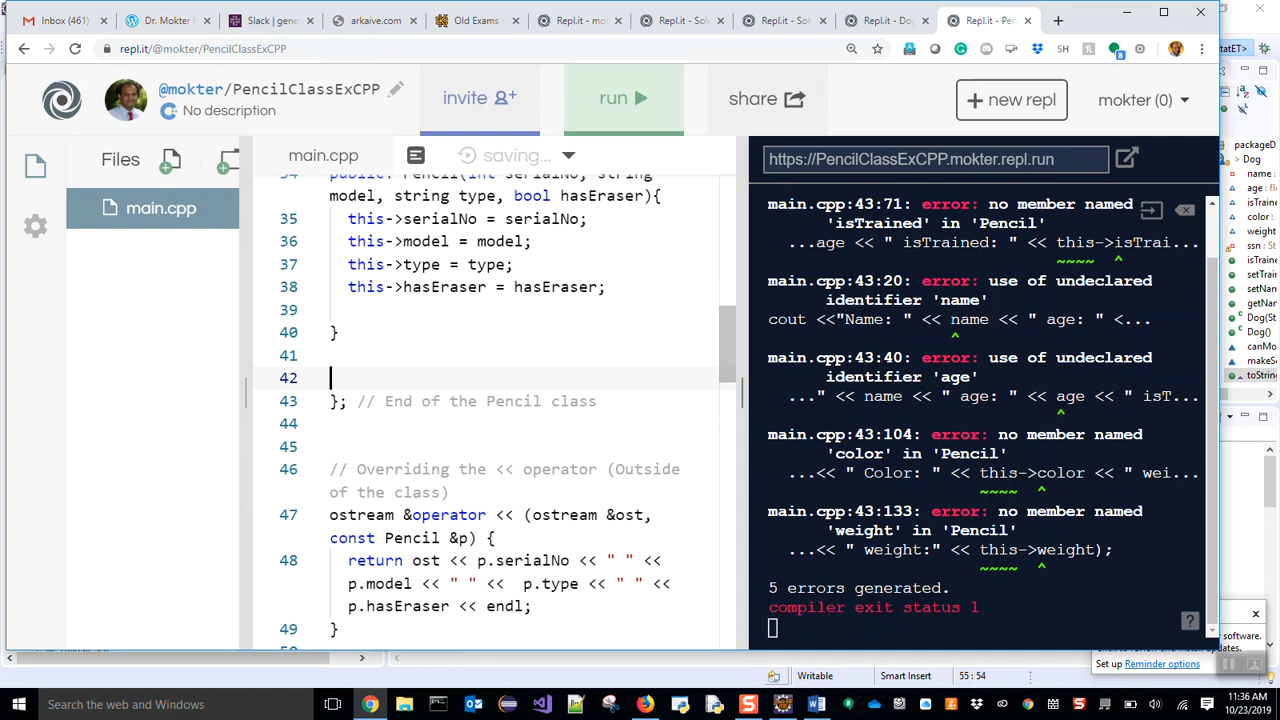 Inbox (461)
Dr. Mokter
Slack | gene
arkaive.com
Old Exams
Repl.it - mo
Repl.it - So
Repl.it - So
Repl.it - Do
Repl.it - Pen
repl.it/@mokter/PencilClassExCPP
SH
@mokter/PencilClassExCPP
No description
invite
run
share
+ new repl
mokter (0)
Files
main.cpp
saving...
https://PencilClassExCPP.mokter.repl.run
main.cpp
34 public: Pencil(int serialNo, string
model, string type, bool hasEraser){
35 this->serialNo = serialNo;
36 this->model = model;
37 this->type = type;
38 this->hasEraser = hasEraser;
39
40 }
41
42
43 }; // End of the Pencil class
44
45
46 // Overriding the << operator (Outside
of the class)
47 ostream &operator << (ostream &ost,
const Pencil &p) {
48 return ost << p.serialNo << " " <<
p.model << " " << p.type << " " <<
p.hasEraser << endl;
49 }
main.cpp:43:71: error: no member named
'isTrained' in 'Pencil'
...age << " isTrained: " << this->isTrai...
~~~~ ^
main.cpp:43:20: error: use of undeclared
identifier 'name'
cout <<"Name: " << name << " age: " <...
^
main.cpp:43:40: error: use of undeclared
identifier 'age'
..." << name << " age: " << age << " isT...
^
main.cpp:43:104: error: no member named
'color' in 'Pencil'
...<< " Color: " << this->color << " wei...
~~~~ ^
main.cpp:43:133: error: no member named
'weight' in 'Pencil'
...<< " weight:" << this->weight);
~~~~ ^
5 errors generated.
compiler exit status 1
?
packageD
Dog
name :
age : fl
isTraine
color :
weight
ssn :
isTraine
setTrai
setNam
getNam
Dog(St
Dog()
canMo
makeSo
toStrin
software.
Set up Reminder options
Writable
Smart Insert
55 : 54
Search the web and Windows
11:36 AM
10/23/2019